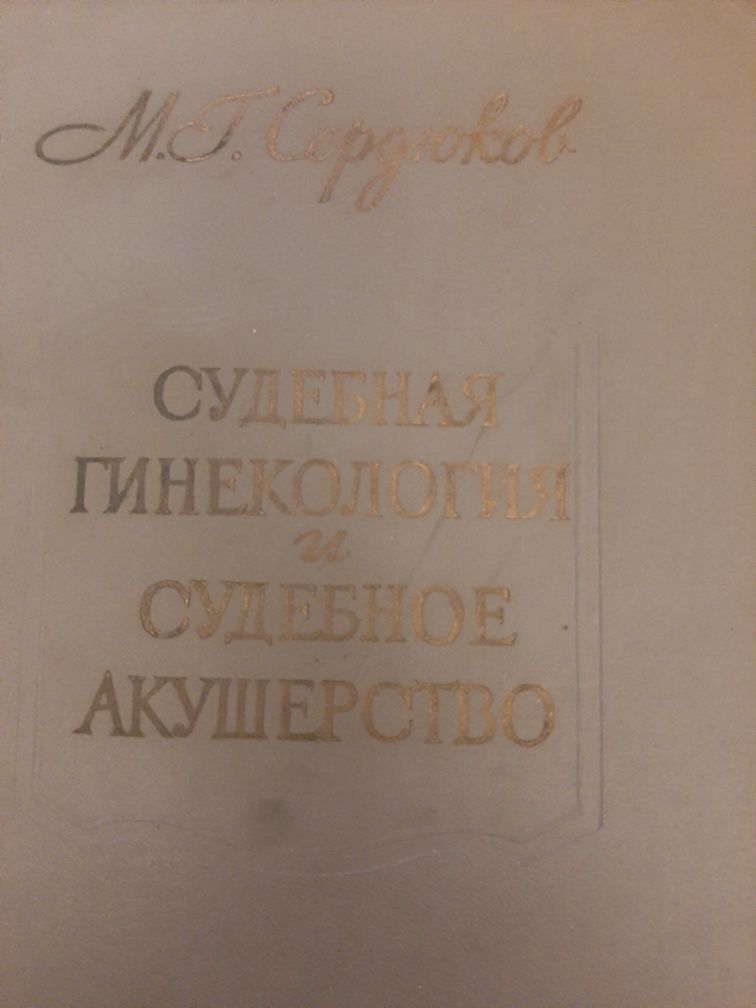 М.Г. Сердюков
СУДЕБНАЯ
ГИНЕКОЛОГИЯ
и
СУДЕБНОЕ
АКУШЕРСТВО